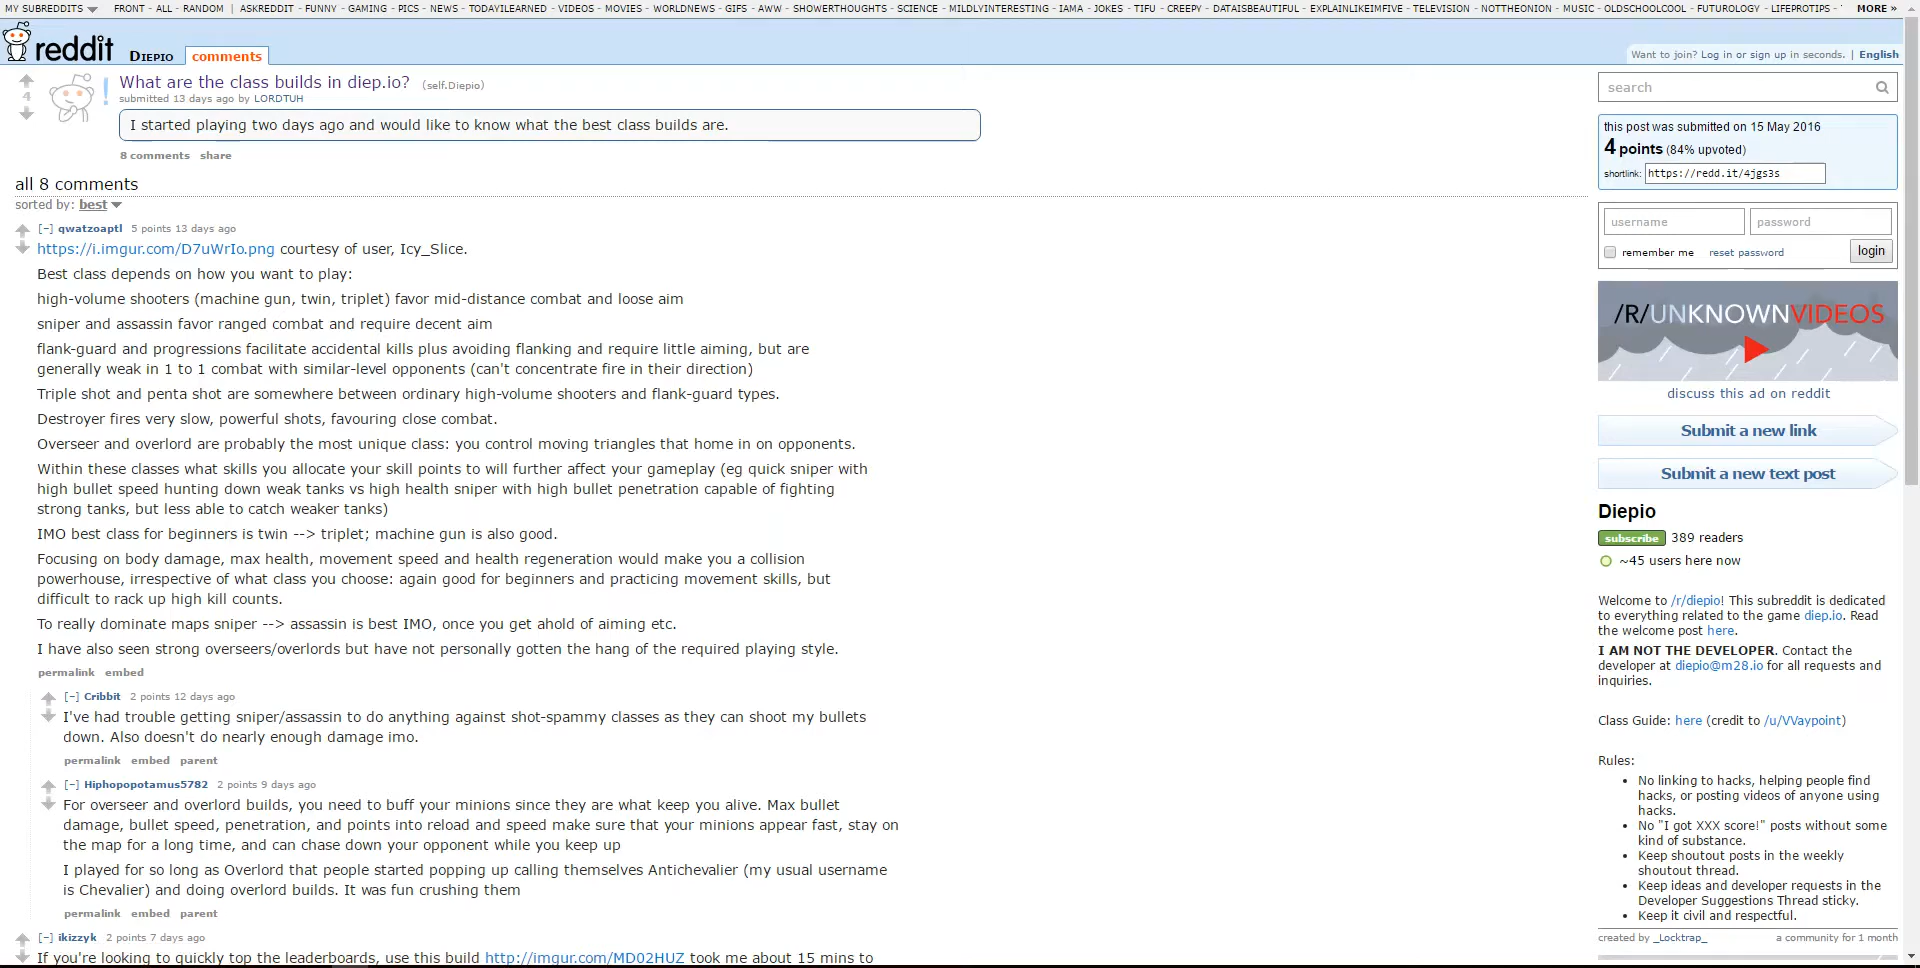 MY SUBREDDITS FRONT - ALL - RANDOM | ASKREDDIT - FUNNY - GAMING - PICS - NEWS - TODAYILEARNED - VIDEOS - MOVIES - WORLDNEWS - GIFS - AWW - SHOWERTHOUGHTS - SCIENCE - MILDLYINTERESTING - IAMA - JOKES - TIFU - CREEPY - DATAISBEAUTIFUL - EXPLAINLIKEIMFIVE - TELEVISION - NOTTHEONION - MUSIC - OLDSCHOOLCOOL - FUTUROLOGY - LIFEPROTIPS - MORE »
reddit DIEPIO comments
Want to join? Log in or sign up in seconds. | English
4
What are the class builds in diep.io? (self.Diepio)
submitted 13 days ago by LORDTUH
I started playing two days ago and would like to know what the best class builds are.
8 comments share
all 8 comments
sorted by: best
[-] qwatzoaptl 5 points 13 days ago
https://i.imgur.com/D7uWrIo.png courtesy of user, Icy_Slice.
Best class depends on how you want to play:
high-volume shooters (machine gun, twin, triplet) favor mid-distance combat and loose aim
sniper and assassin favor ranged combat and require decent aim
flank-guard and progressions facilitate accidental kills plus avoiding flanking and require little aiming, but are
generally weak in 1 to 1 combat with similar-level opponents (can't concentrate fire in their direction)
Triple shot and penta shot are somewhere between ordinary high-volume shooters and flank-guard types.
Destroyer fires very slow, powerful shots, favouring close combat.
Overseer and overlord are probably the most unique class: you control moving triangles that home in on opponents.
Within these classes what skills you allocate your skill points to will further affect your gameplay (eg quick sniper with
high bullet speed hunting down weak tanks vs high health sniper with high bullet penetration capable of fighting
strong tanks, but less able to catch weaker tanks)
IMO best class for beginners is twin --> triplet; machine gun is also good.
Focusing on body damage, max health, movement speed and health regeneration would make you a collision
powerhouse, irrespective of what class you choose: again good for beginners and practicing movement skills, but
difficult to rack up high kill counts.
To really dominate maps sniper --> assassin is best IMO, once you get ahold of aiming etc.
I have also seen strong overseers/overlords but have not personally gotten the hang of the required playing style.
permalink embed
[-] Cribbit 2 points 12 days ago
I've had trouble getting sniper/assassin to do anything against shot-spammy classes as they can shoot my bullets
down. Also doesn't do nearly enough damage imo.
permalink embed parent
[-] Hiphopopotamus5782 2 points 9 days ago
For overseer and overlord builds, you need to buff your minions since they are what keep you alive. Max bullet
damage, bullet speed, penetration, and points into reload and speed make sure that your minions appear fast, stay on
the map for a long time, and can chase down your opponent while you keep up
I played for so long as Overlord that people started popping up calling themselves Antichevalier (my usual username
is Chevalier) and doing overlord builds. It was fun crushing them
permalink embed parent
[-] ikizzyk 2 points 7 days ago
If you're looking to quickly top the leaderboards, use this build http://imgur.com/MD02HUZ took me about 15 mins to
search
this post was submitted on 15 May 2016
4 points (84% upvoted)
shortlink: https://redd.it/4jgs3s
username password
remember me reset password login
/R/UNKNOWNVIDEOS
discuss this ad on reddit
Submit a new link
Submit a new text post
Diepio
subscribe 389 readers
~45 users here now
Welcome to /r/diepio! This subreddit is dedicated
to everything related to the game diep.io. Read
the welcome post here.
I AM NOT THE DEVELOPER. Contact the
developer at diepio@m28.io for all requests and
inquiries.
Class Guide: here (credit to /u/VVaypoint)
Rules:
• No linking to hacks, helping people find
hacks, or posting videos of anyone using
hacks.
• No "I got XXX score!" posts without some
kind of substance.
• Keep shoutout posts in the weekly
shoutout thread.
• Keep ideas and developer requests in the
Developer Suggestions Thread sticky.
• Keep it civil and respectful.
created by _Locktrap_ a community for 1 month